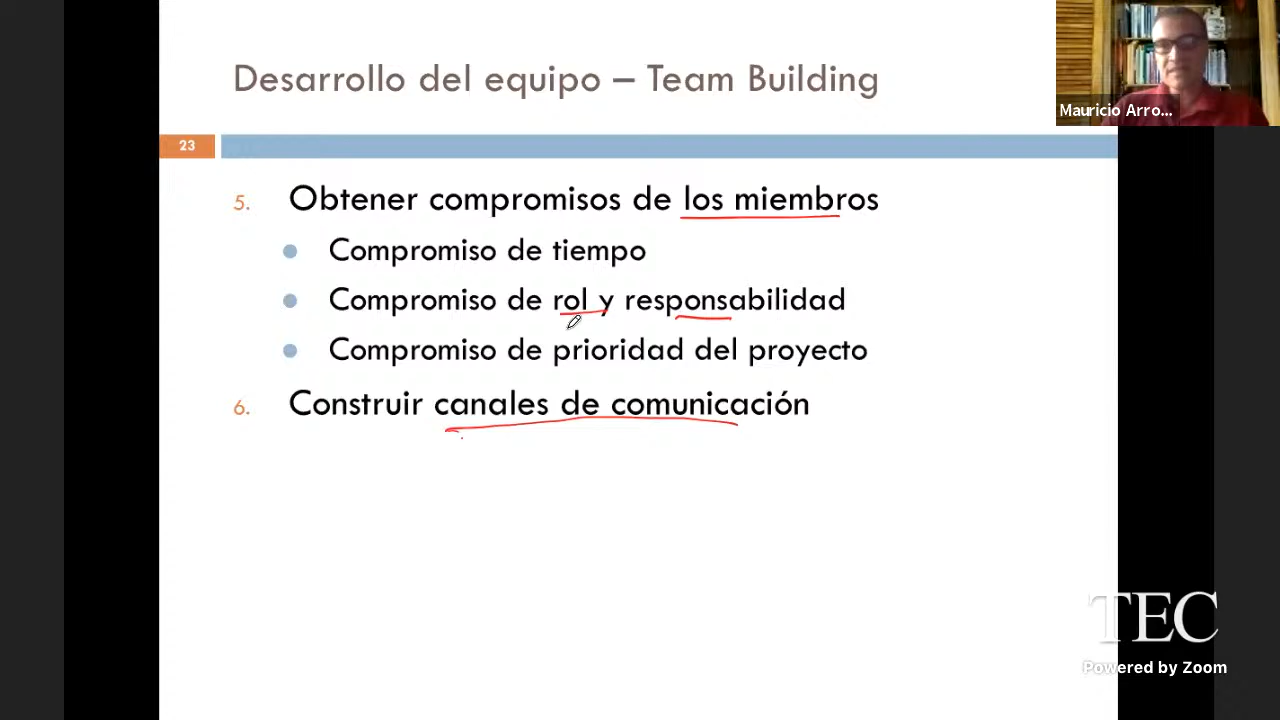 Desarrollo del equipo – Team Building
Mauricio Arro...
23
5. Obtener compromisos de los miembros
Compromiso de tiempo
Compromiso de rol y responsabilidad
Compromiso de prioridad del proyecto
6. Construir canales de comunicación
TEC
Powered by Zoom